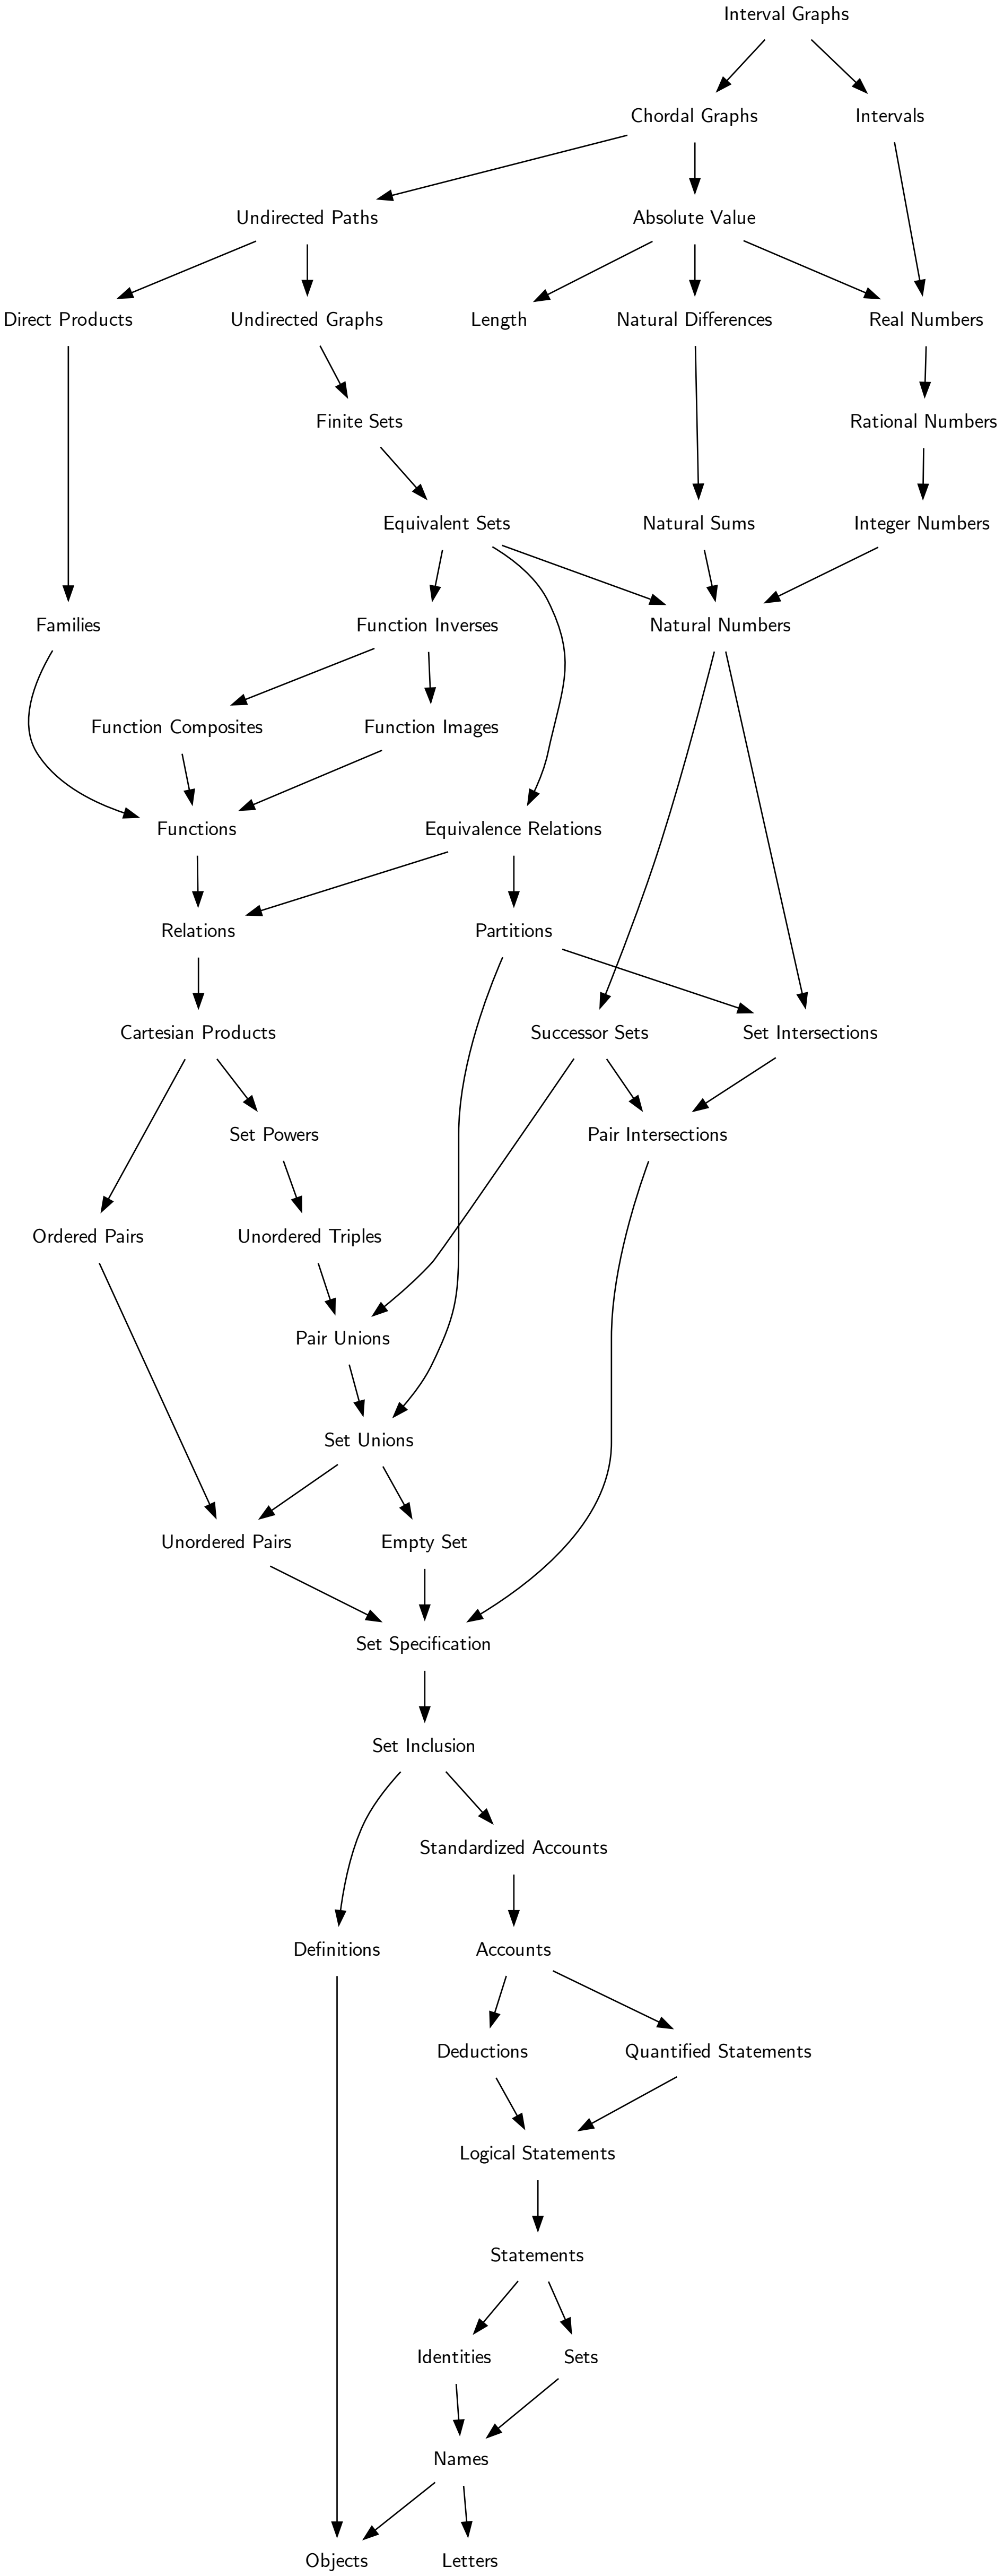 Interval Graphs
Chordal Graphs
Intervals
Undirected Paths
Absolute Value
Direct Products
Undirected Graphs
Length
Natural Differences
Real Numbers
Finite Sets
Rational Numbers
Equivalent Sets
Natural Sums
Integer Numbers
Families
Function Inverses
Natural Numbers
Function Composites
Function Images
Functions
Equivalence Relations
Relations
Partitions
Cartesian Products
Successor Sets
Set Intersections
Set Powers
Pair Intersections
Ordered Pairs
Unordered Triples
Pair Unions
Set Unions
Unordered Pairs
Empty Set
Set Specification
Set Inclusion
Standardized Accounts
Definitions
Accounts
Deductions
Quantified Statements
Logical Statements
Statements
Identities
Sets
Names
Objects
Letters